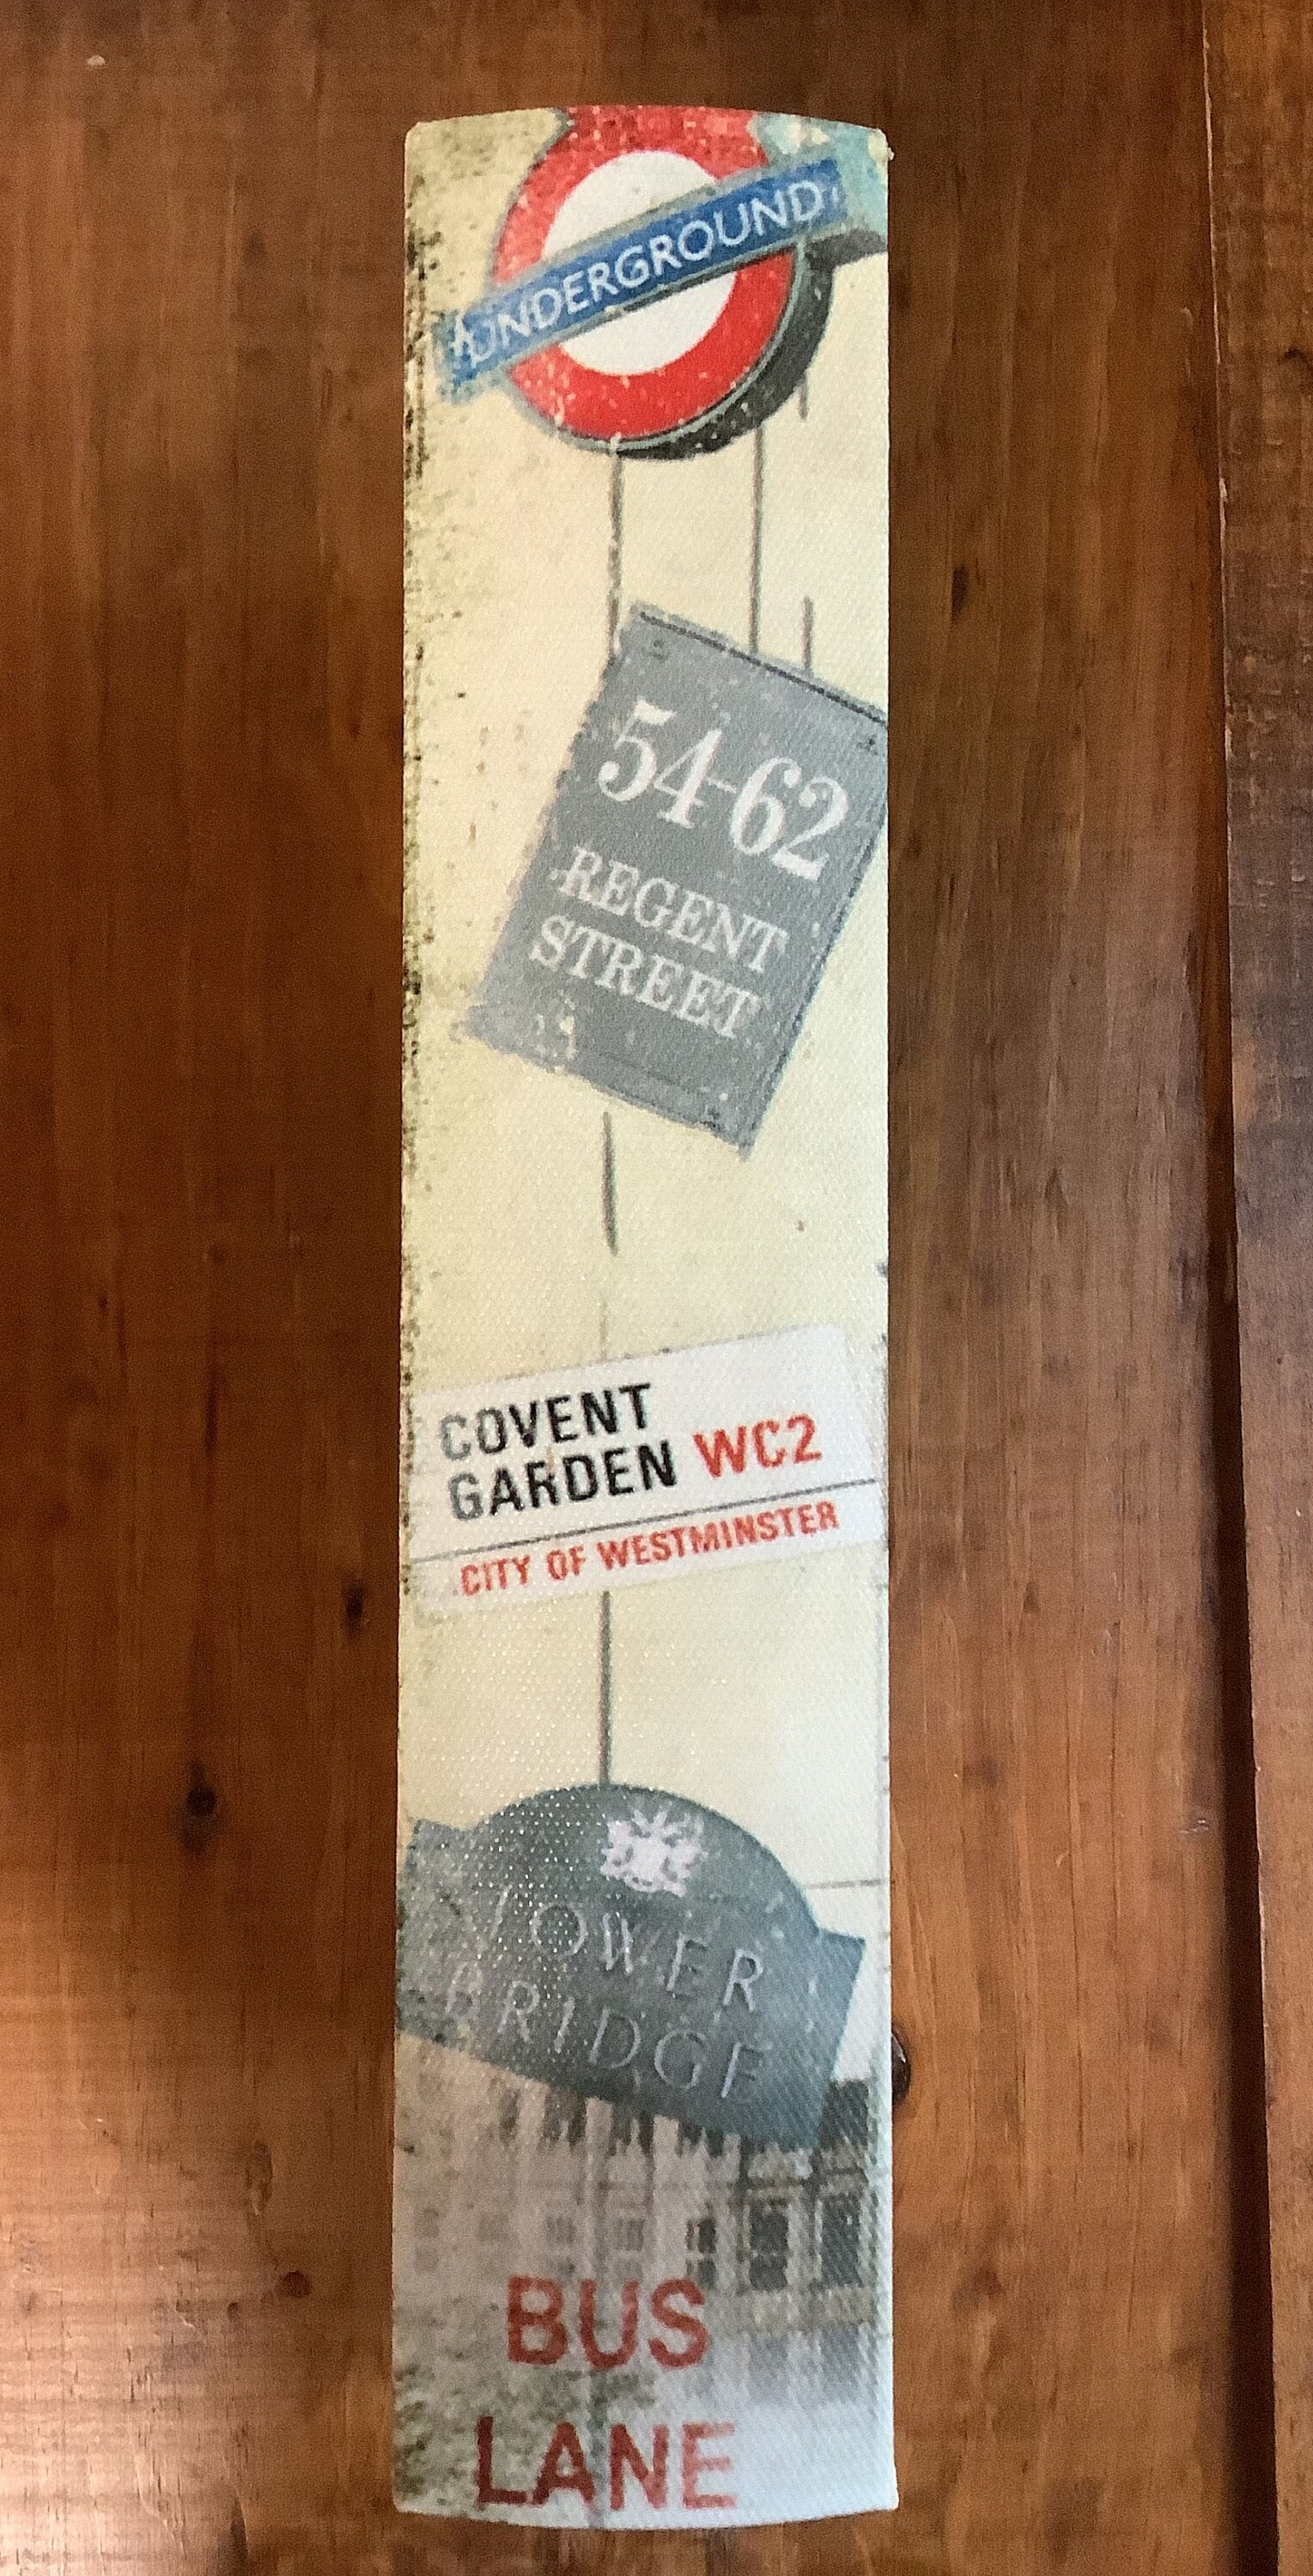 UNDERGROUND
54-62
REGENT
STREET
COVENT
GARDEN WC2
CITY OF WESTMINSTER
TOWER
BRIDGE
BUS
LANE